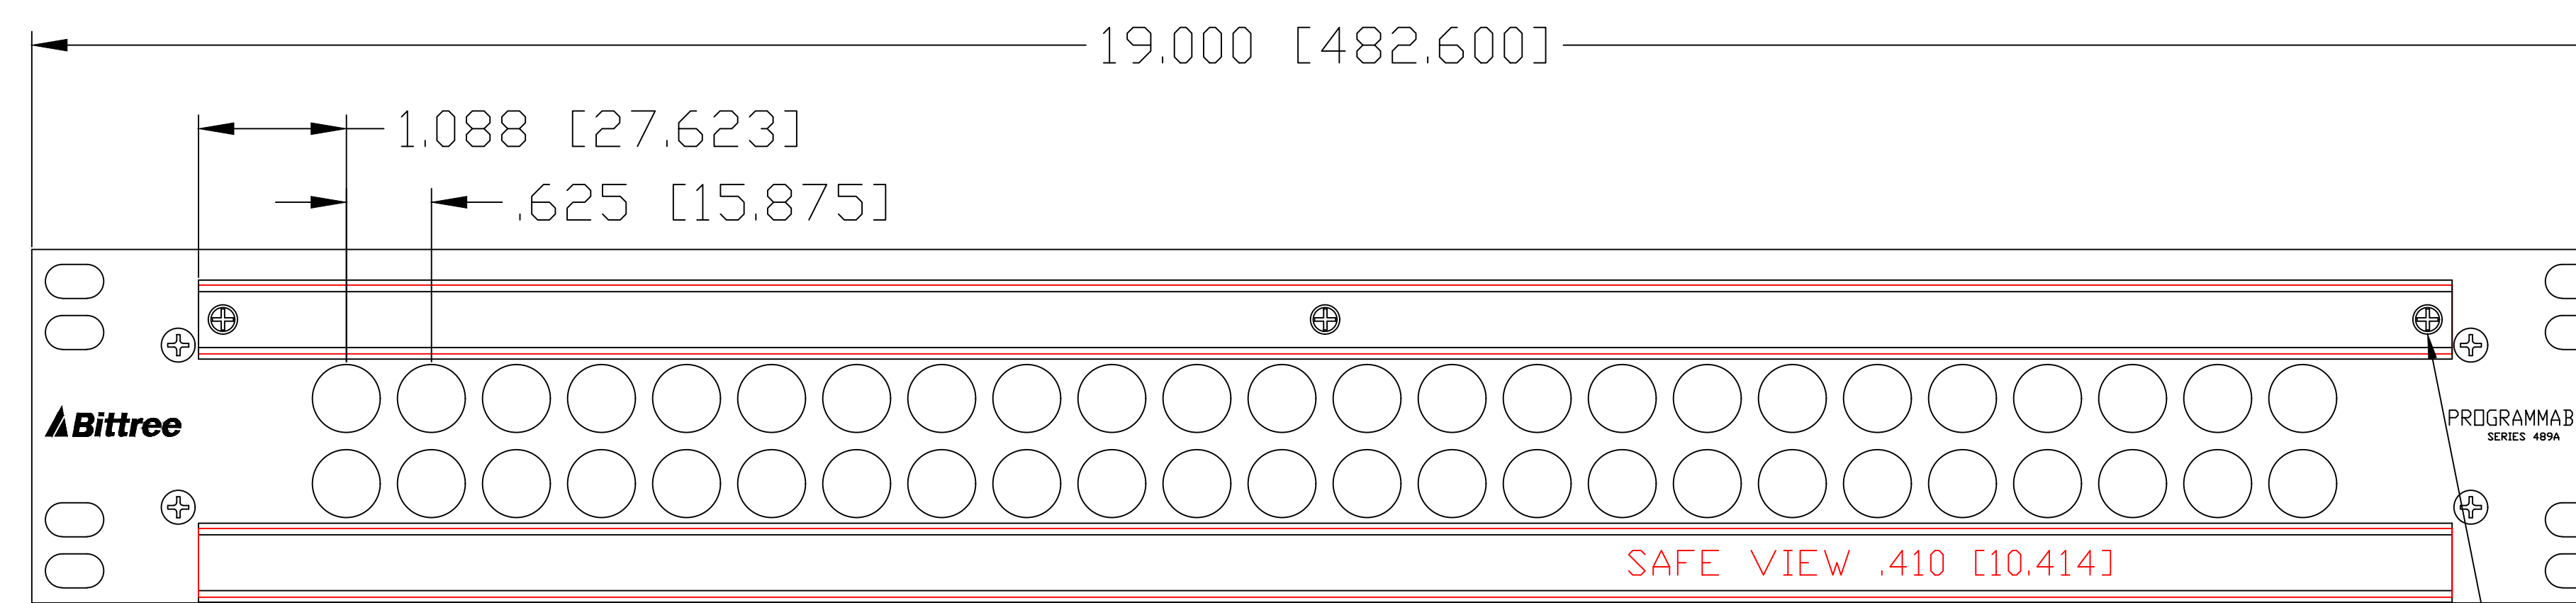 19.000 [482.600]
1.088 [27.623]
.625 [15.875]
Bittree
PROGRAMMAB
SERIES 489A
SAFE VIEW .410 [10.414]